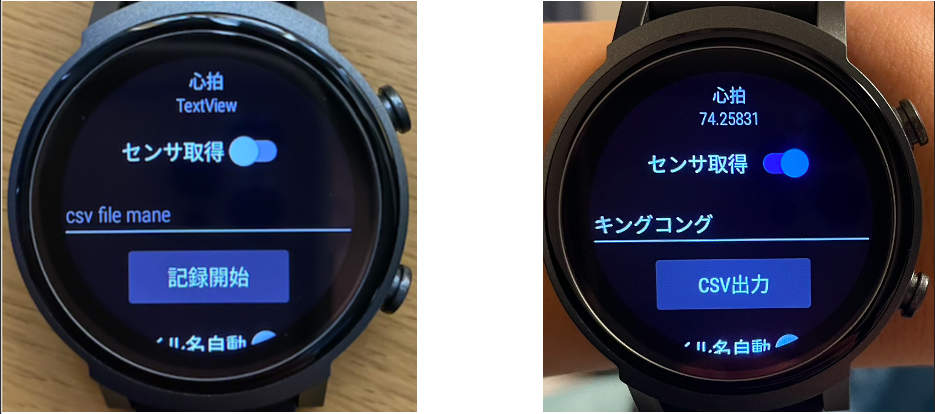 心拍
TextView
センサ取得
csv file mane
記録開始
イル名自動
心拍
74.25831
センサ取得
キングコング
CSV出力
イル名自動